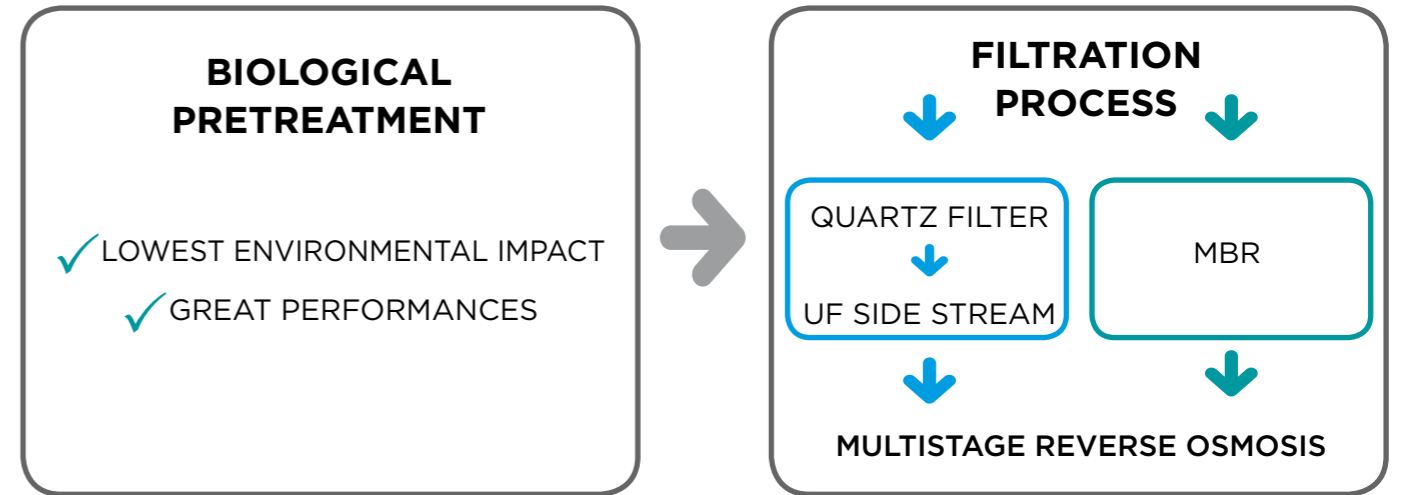 BIOLOGICAL
PRETREATMENT
LOWEST ENVIRONMENTAL IMPACT
GREAT PERFORMANCES
FILTRATION
PROCESS
QUARTZ FILTER
UF SIDE STREAM
MBR
MULTISTAGE REVERSE OSMOSIS